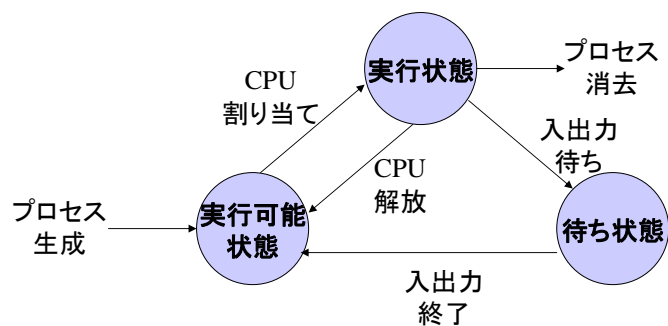 実行状態
プロセス
消去
CPU
割り当て
入出力
待ち
CPU
解放
プロセス
生成
実行可能
状態
待ち状態
入出力
終了